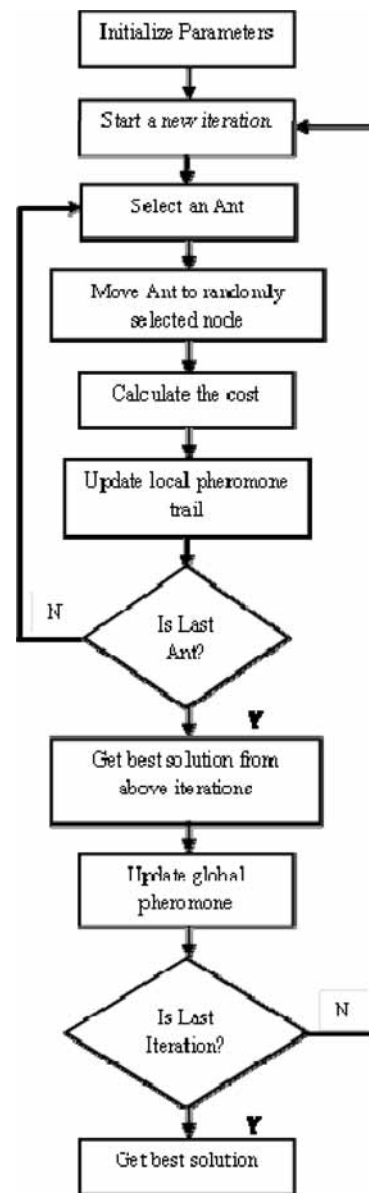 Initialize Parameters
Start a new iteration
Select an Ant
Move Ant to randomly
selected node
Calculate the cost
Update local pheromone
trail
Is Last
Ant?
N
Y
Get best solution from
above iterations
Update global
pheromone
Is Last
Iteration?
N
Y
Get best solution